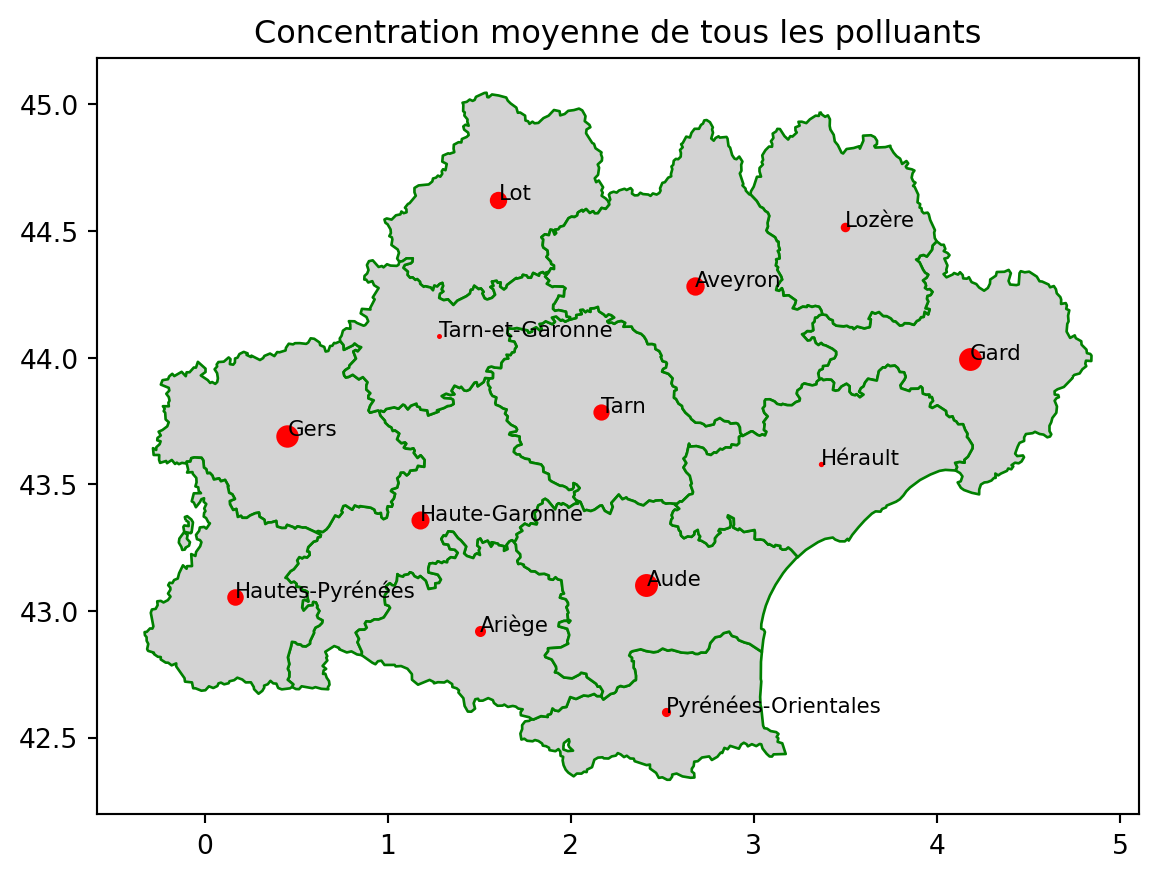 Concentration moyenne de tous les polluants
45.0
44.5
44.0
43.5
43.0
42.5
Lot
Lozère
Aveyron
Tarn-et-Garonne
Gard
Tarn
Gers
Hérault
Haute-Garonne
Aude
Hautes-Pyrénées
Ariège
Pyrénées-Orientales
0 1 2 3 4 5